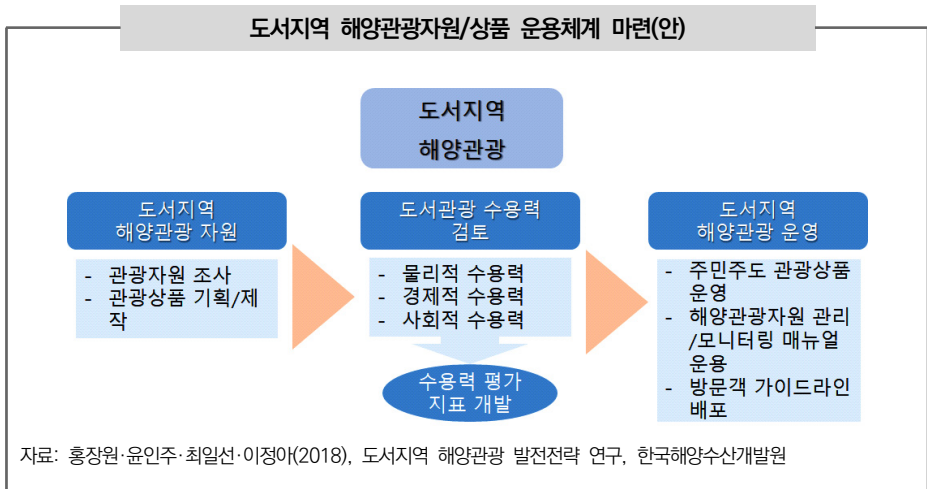 도서지역 해양관광자원/상품 운용체계 마련(안)
도서지역
해양관광
도서지역
해양관광 자원
- 관광자원 조사
- 관광상품 기획/제
작
도서관광 수용력
검토
- 물리적 수용력
- 경제적 수용력
- 사회적 수용력
수용력 평가
지표 개발
도서지역
해양관광 운영
- 주민주도 관광상품
운영
- 해양관광자원 관리
/모니터링 매뉴얼
운용
- 방문객 가이드라인
배포
자료: 홍장원·윤인주·최일선·이정아(2018), 도서지역 해양관광 발전전략 연구, 한국해양수산개발원